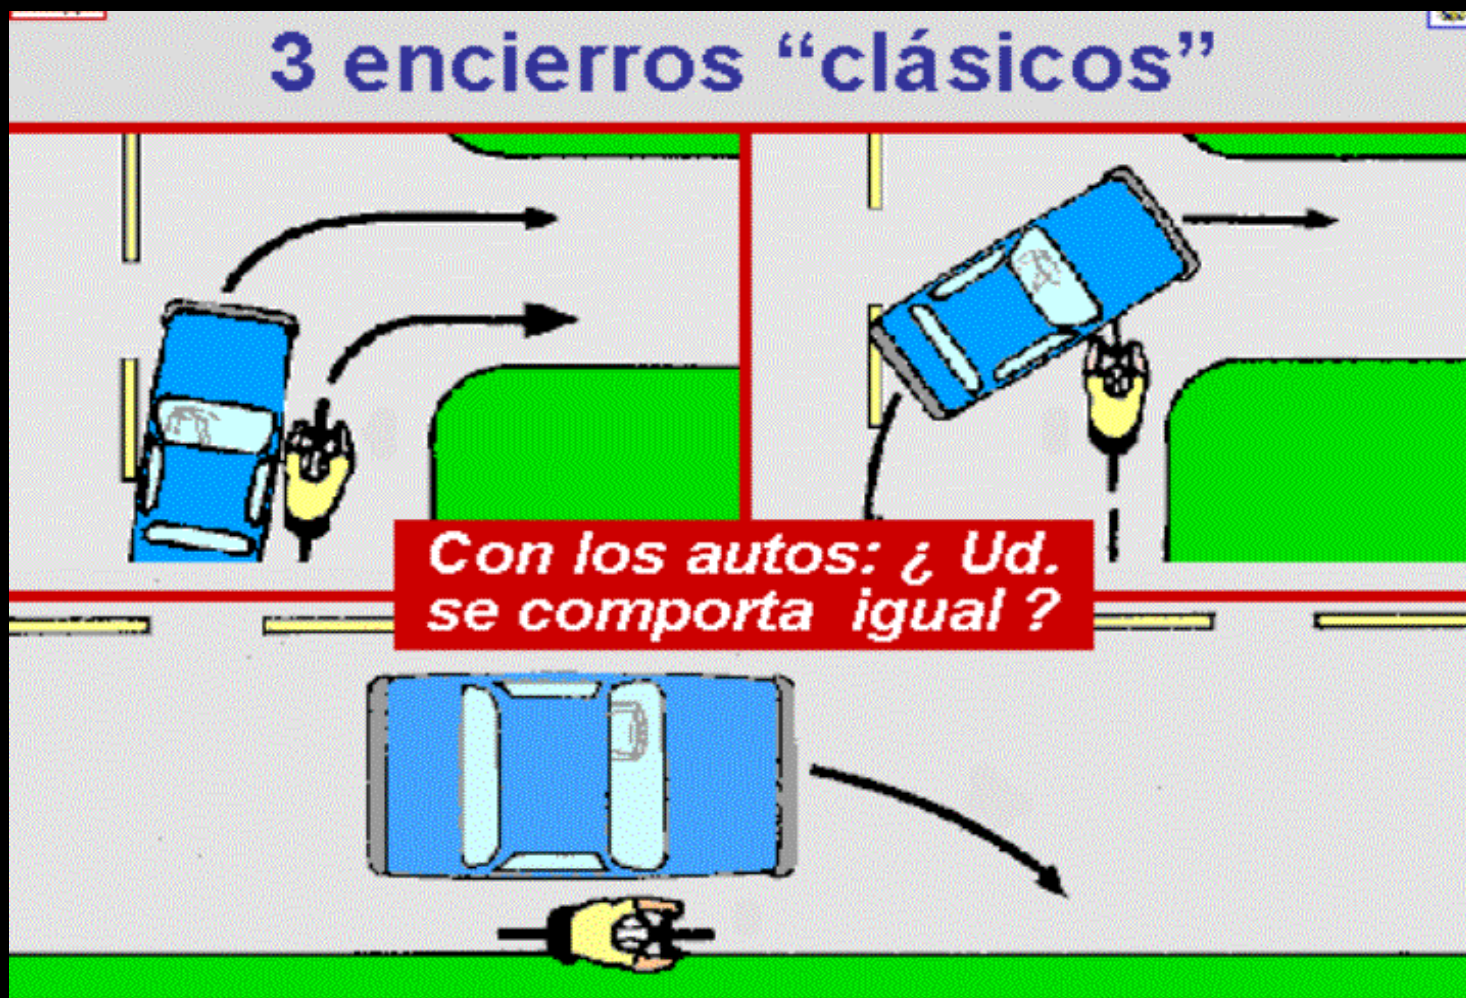 3 encierros “clásicos”
Con los autos: ¿ Ud.
se comporta igual ?